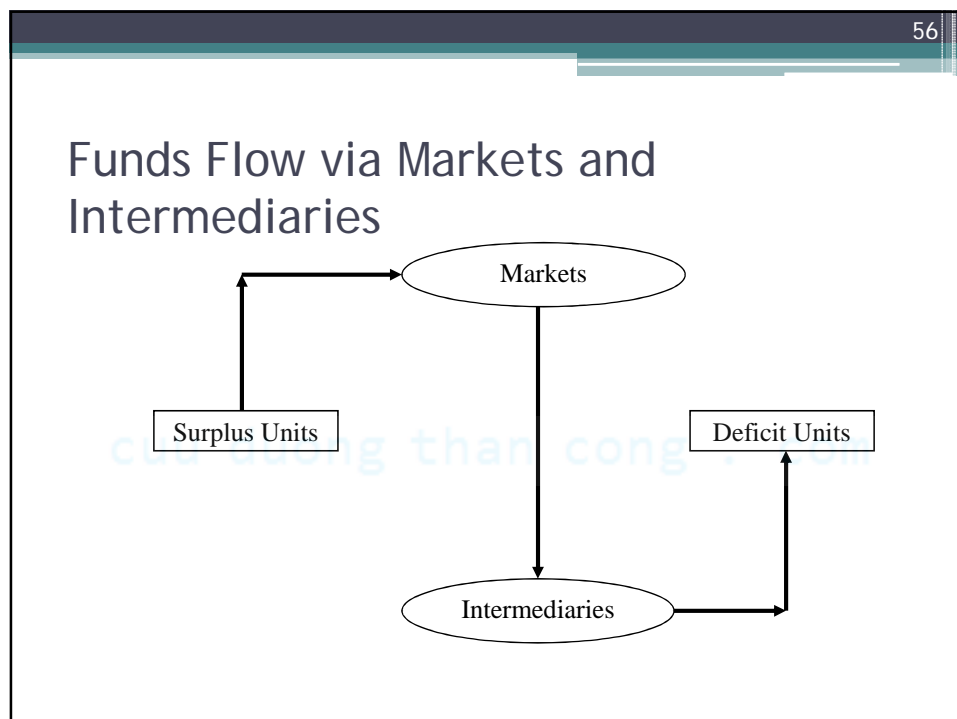 56
Funds Flow via Markets and
Intermediaries
Markets
Surplus Units
Deficit Units
cuu duong than cong . com
Intermediaries